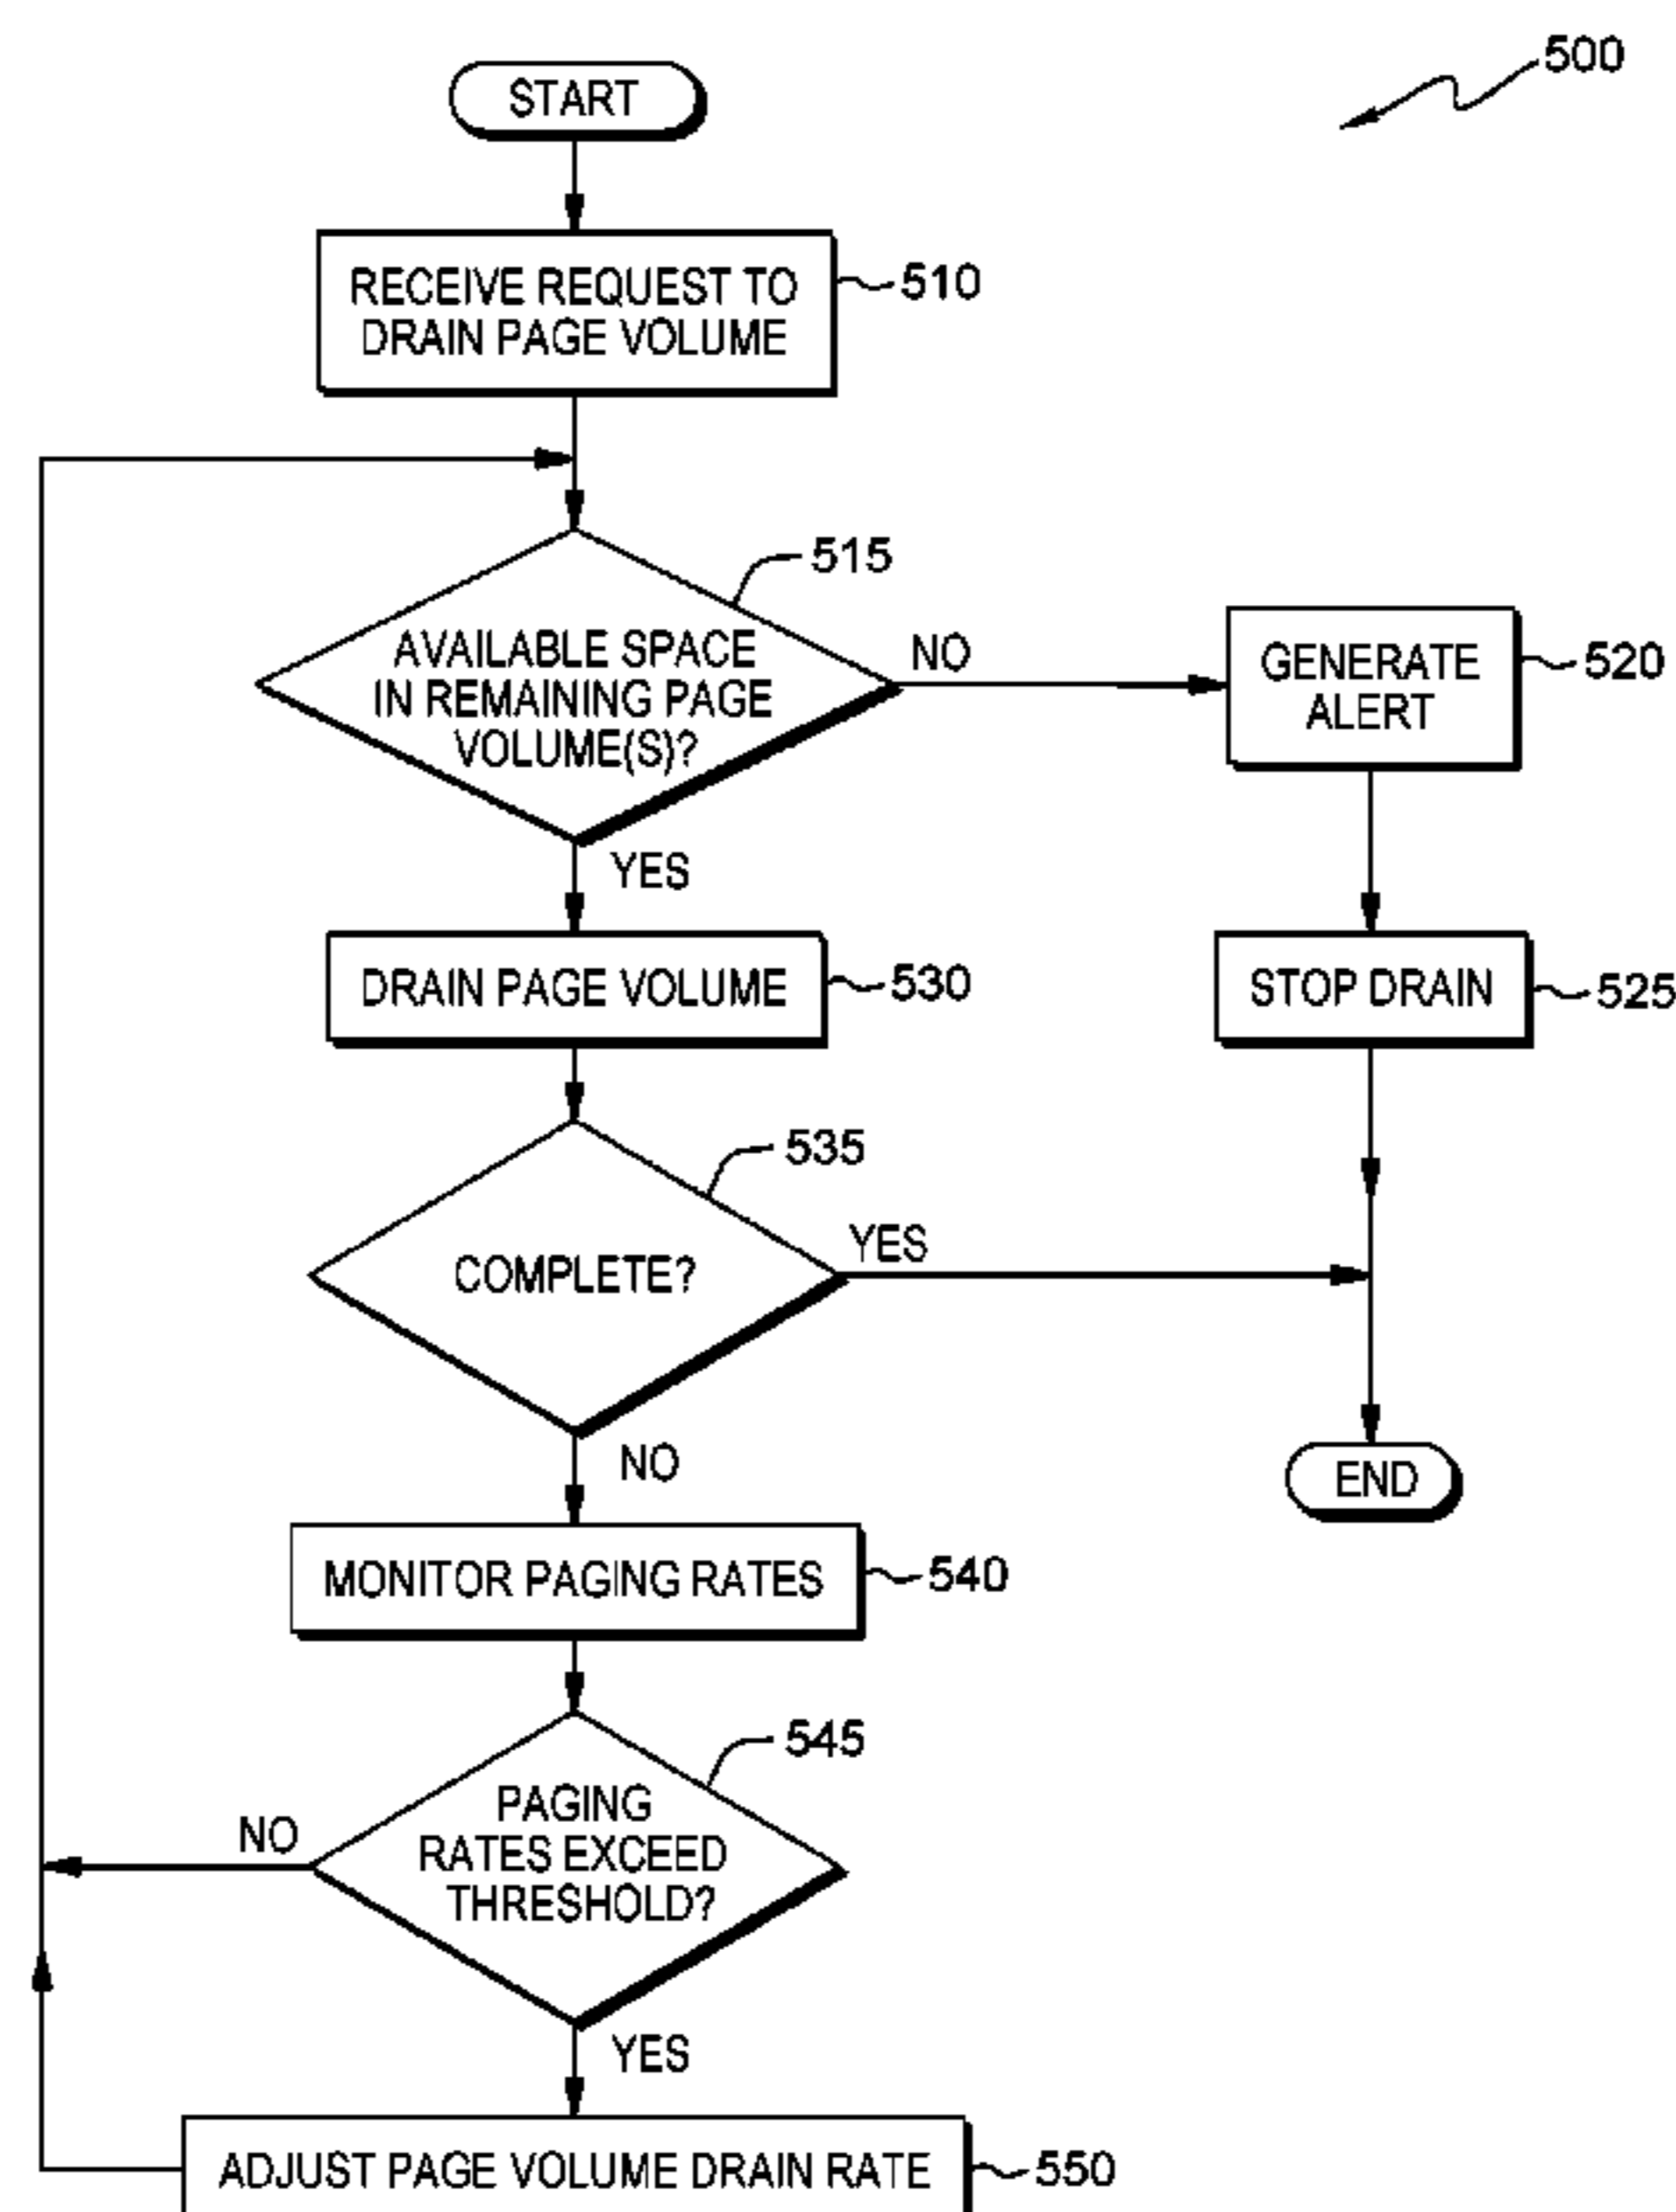 500
START
RECEIVE REQUEST TO
DRAIN PAGE VOLUME
510
515
AVAILABLE SPACE
IN REMAINING PAGE
VOLUME(S)?
NO
GENERATE
ALERT
520
YES
DRAIN PAGE VOLUME
530
STOP DRAIN
525
535
COMPLETE?
YES
NO
END
MONITOR PAGING RATES
540
545
PAGING
RATES EXCEED
THRESHOLD?
NO
YES
ADJUST PAGE VOLUME DRAIN RATE
550